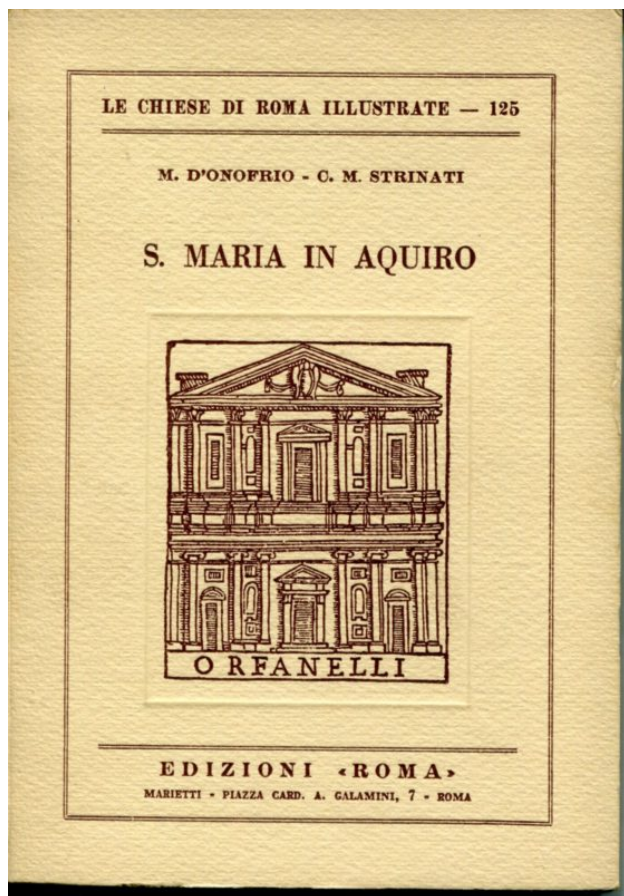 LE CHIESE DI ROMA ILLUSTRATE — 125
M. D'ONOFRIO - C. M. STRINATI
S. MARIA IN AQUIRO
ORFANELLI
EDIZIONI «ROMA»
MARIETTI - PIAZZA CARD. A. GALAMINI, 7 - ROMA